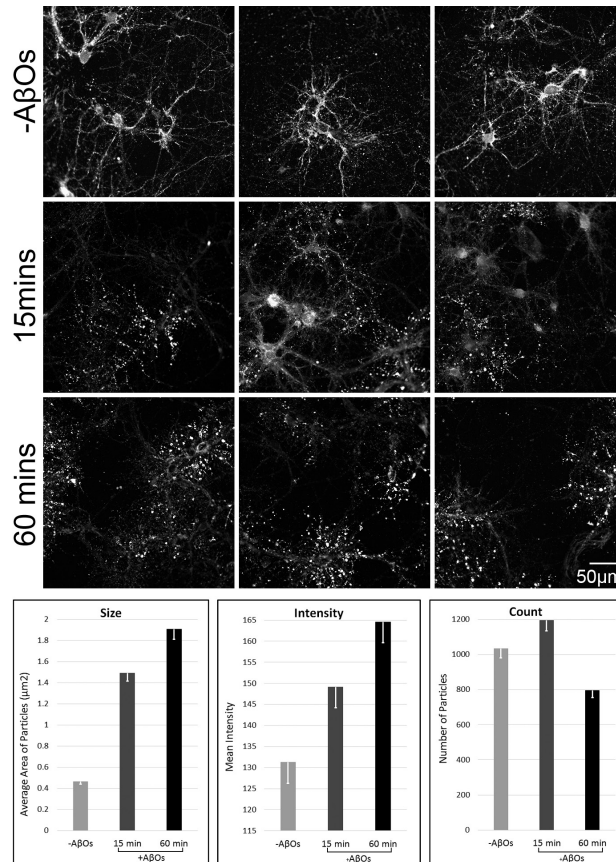 -AβOs
15mins
60 mins
50μm
Size
Average Area of Particles (μm2)
2
1.8
1.6
1.4
1.2
1
0.8
0.6
0.4
0.2
0
-AβOs 15 min 60 min
+AβOs
Intensity
Mean Intensity
165
160
155
150
145
140
135
130
125
120
115
-AβOs 15 min 60 min
-AβOs
Count
Number of Particles
1200
1000
800
600
400
200
0
-AβOs 15 min 60 min
-AβOs